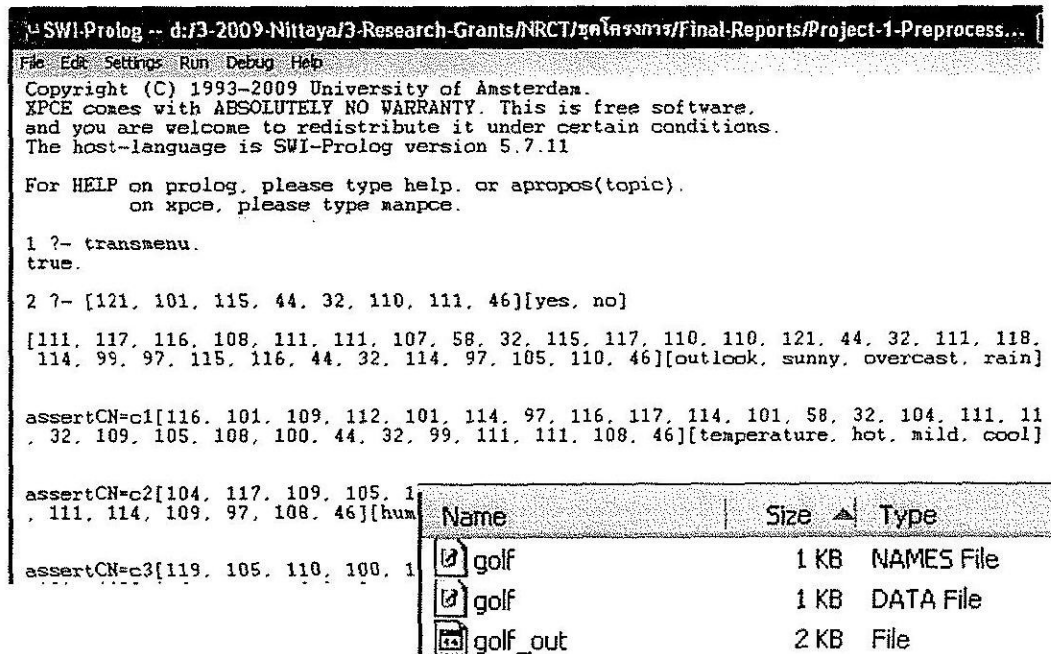 SWI-Prolog -- d:/3-2009-Nittaya/3-Research-Grants/NRCT/ชุดโครงการ/Final-Reports/Project-1-Preprocess...
File Edit Settings Run Debug Help
Copyright (C) 1993-2009 University of Amsterdam.
XPCE comes with ABSOLUTELY NO WARRANTY. This is free software,
and you are welcome to redistribute it under certain conditions.
The host-language is SWI-Prolog version 5.7.11
For HELP on prolog, please type help. or apropos(topic).
on xpce, please type manpce.
1 ?- transmenu.
true.
2 ?- [121, 101, 115, 44, 32, 110, 111, 46][yes, no]
[111, 117, 116, 108, 111, 111, 107, 58, 32, 115, 117, 110, 110, 121, 44, 32, 111, 118,
114, 99, 97, 115, 116, 44, 32, 114, 97, 105, 110, 46][outlook, sunny, overcast, rain]
assertCN=c1[116, 101, 109, 112, 101, 114, 97, 116, 117, 114, 101, 58, 32, 104, 111, 11
, 32, 109, 105, 108, 100, 44, 32, 99, 111, 111, 108, 46][temperature, hot, mild, cool]
assertCN=c2[104, 117, 109, 105, 1
, 111, 114, 109, 97, 108, 46][hum
assertCN=c3[119, 105, 110, 100, 1
Name Size Type
golf 1 KB NAMES File
golf 1 KB DATA File
golf_out 2 KB File